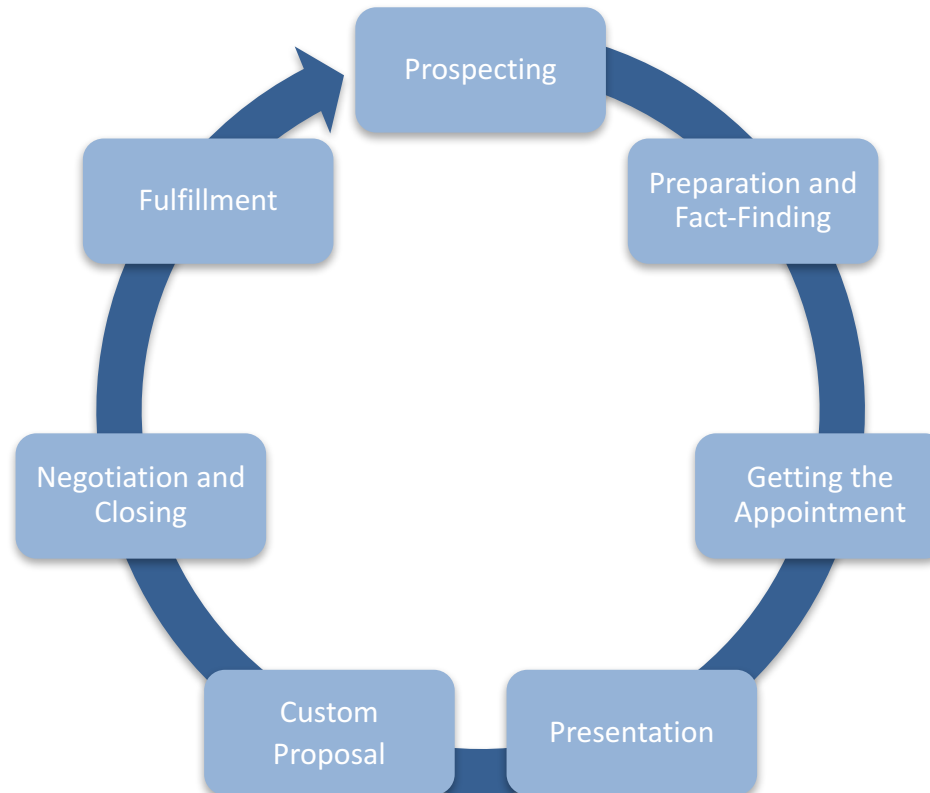 Prospecting
Preparation and
Fact-Finding
Getting the
Appointment
Presentation
Custom
Proposal
Negotiation and
Closing
Fulfillment